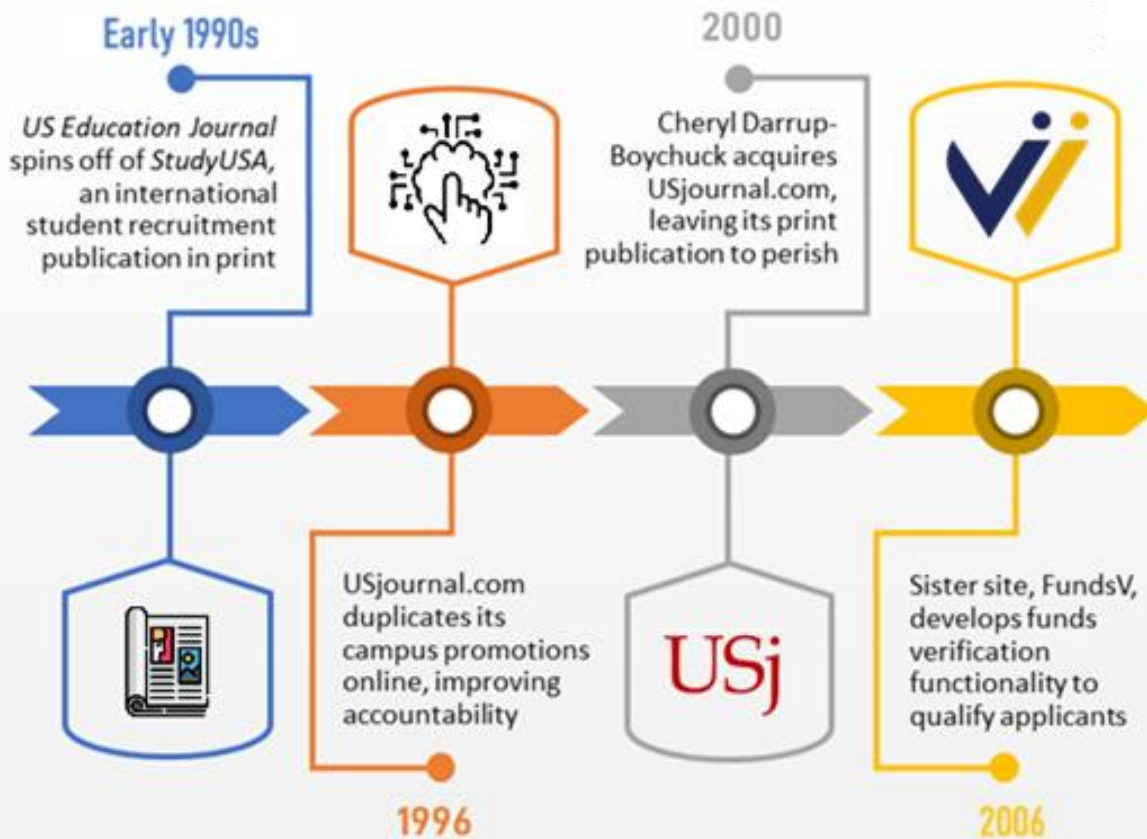 Early 1990s
US Education Journal
spins off of StudyUSA,
an international
student recruitment
publication in print
USjournal.com
duplicates its
campus promotions
online, improving
accountability
1996
2000
Cheryl Darrup-
Boychuck acquires
USjournal.com,
leaving its print
publication to perish
USj
Sister site, FundsV,
develops funds
verification
functionality to
qualify applicants
2006